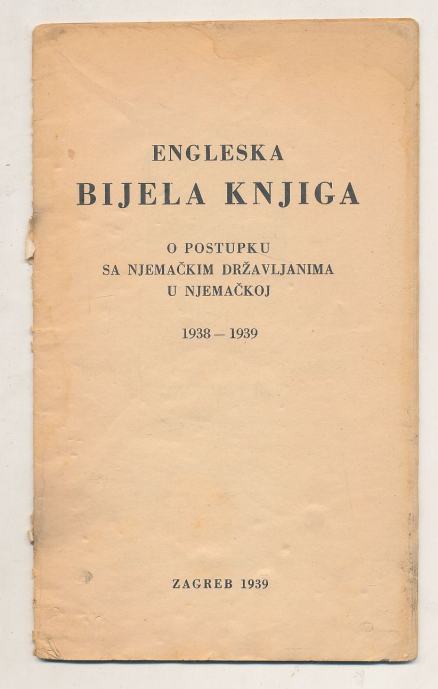 ENGLESKA
BIJELA KNJIGA
O POSTUPKU
SA NJEMAČKIM DRŽAVLJANIMA
U NJEMAČKOJ
1938 — 1939
ZAGREB 1939